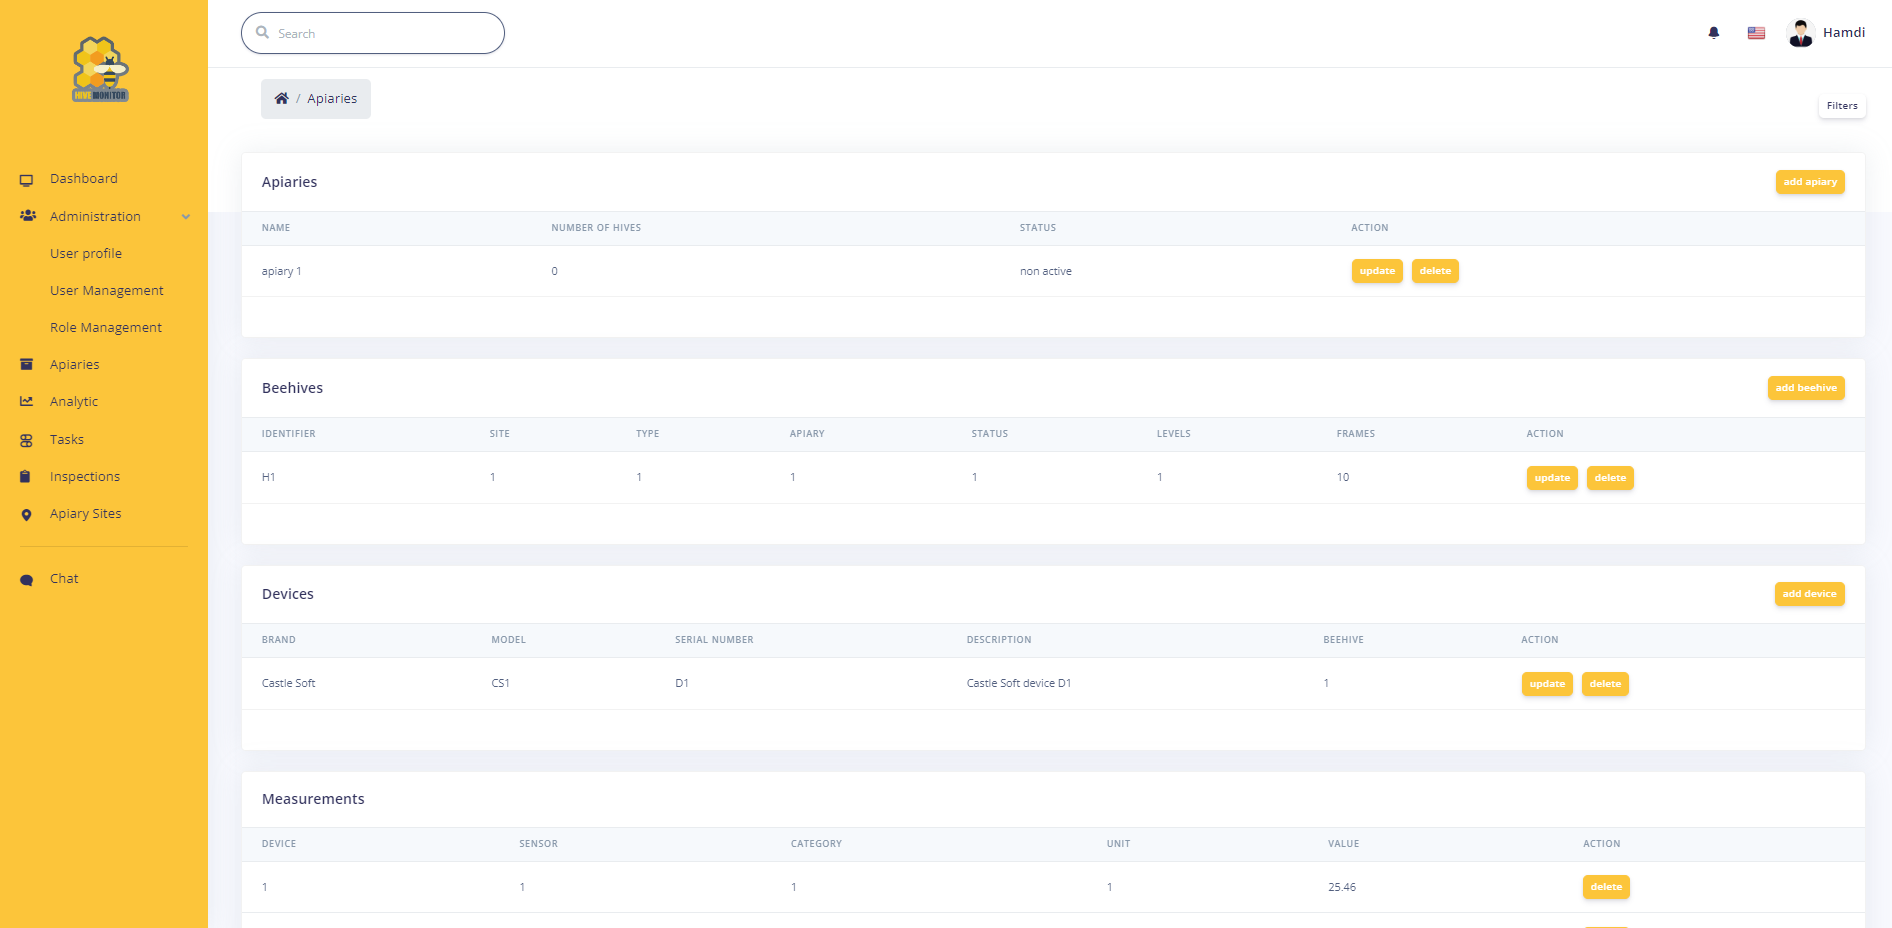 HIVEMONITOR
Search
Hamdi
/ Apiaries
Filters
Dashboard
Administration
User profile
User Management
Role Management
Apiaries
Analytic
Tasks
Inspections
Apiary Sites
Chat
Apiaries
add apiary
NAME NUMBER OF HIVES STATUS ACTION
apiary 1 0 non active update delete
Beehives
add beehive
IDENTIFIER SITE TYPE APIARY STATUS LEVELS FRAMES ACTION
H1 1 1 1 1 1 10 update delete
Devices
add device
BRAND MODEL SERIAL NUMBER DESCRIPTION BEEHIVE ACTION
Castle Soft CS1 D1 Castle Soft device D1 1 update delete
Measurements
DEVICE SENSOR CATEGORY UNIT VALUE ACTION
1 1 1 1 25.46 delete